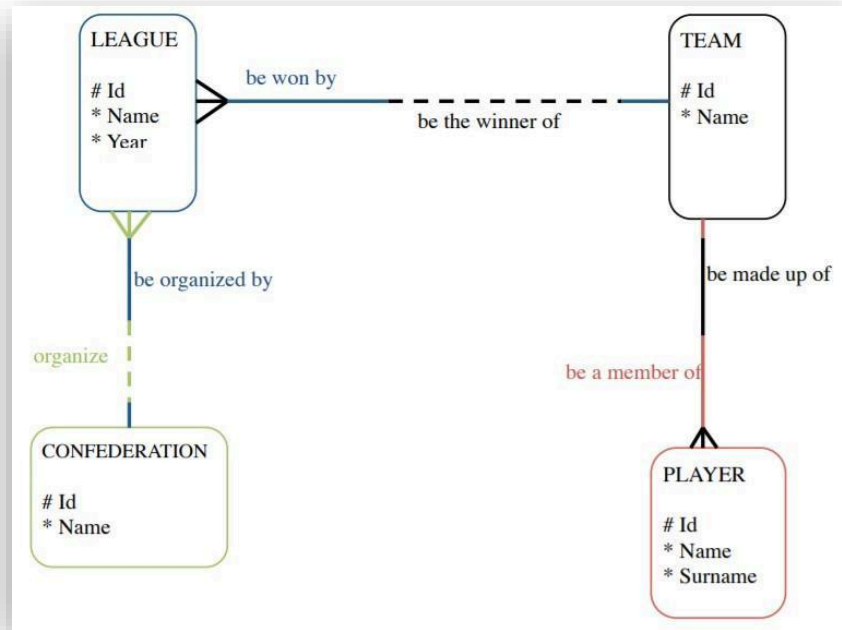 LEAGUE
# Id
* Name
* Year
be won by
be the winner of
TEAM
# Id
* Name
be organized by
organize
be made up of
be a member of
CONFEDERATION
# Id
* Name
PLAYER
# Id
* Name
* Surname